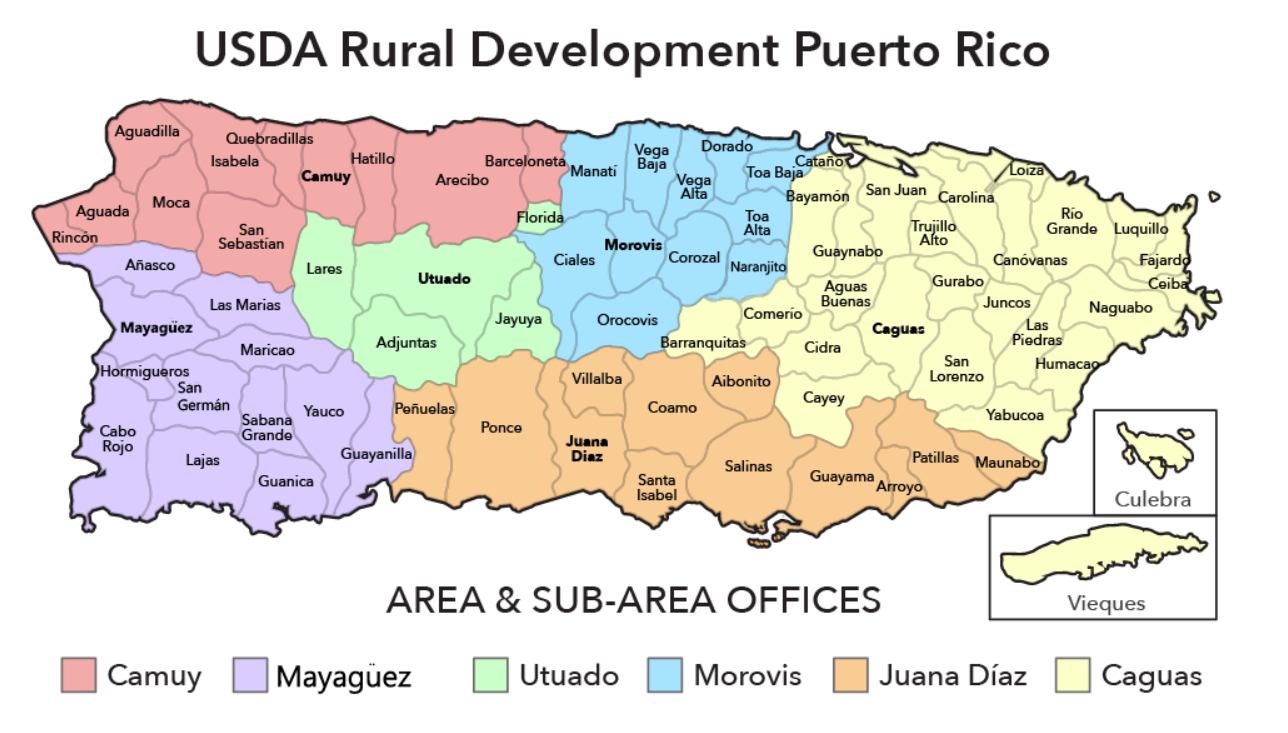 USDA Rural Development Puerto Rico
Aguadilla
Quebradillas
Isabela
Camuy
Hatillo
Arecibo
Barceloneta
Moca
Aguada
Rincón
San
Sebastían
Florida
Manatí
Vega
Baja
Vega
Alta
Dorado
Toa Baja
Cataño
Toa
Alta
Ciales
Morovis
Corozal
Naranjito
Orocovis
Bayamón
San Juan
Carolina
Loíza
Trujillo
Alto
Guaynabo
Canóvanas
Río
Grande
Luquillo
Fajardo
Ceiba
Naguabo
Aguas
Buenas
Gurabo
Juncos
Las
Piedras
Humacao
Caguas
Comerío
Barranquitas
Cidra
San
Lorenzo
Cayey
Yabucoa
Añasco
Las Marias
Mayagüez
Maricao
Hormigueros
San
Germán
Sabana
Grande
Yauco
Cabo
Rojo
Lajas
Guanica
Guayanilla
Lares
Utuado
Adjuntas
Jayuya
Peñuelas
Ponce
Villalba
Juana
Diaz
Coamo
Aibonito
Santa
Isabel
Salinas
Guayama
Arroyo
Patillas
Maunabo
Culebra
Vieques
AREA & SUB-AREA OFFICES
Camuy
Mayagüez
Utuado
Morovis
Juana Díaz
Caguas